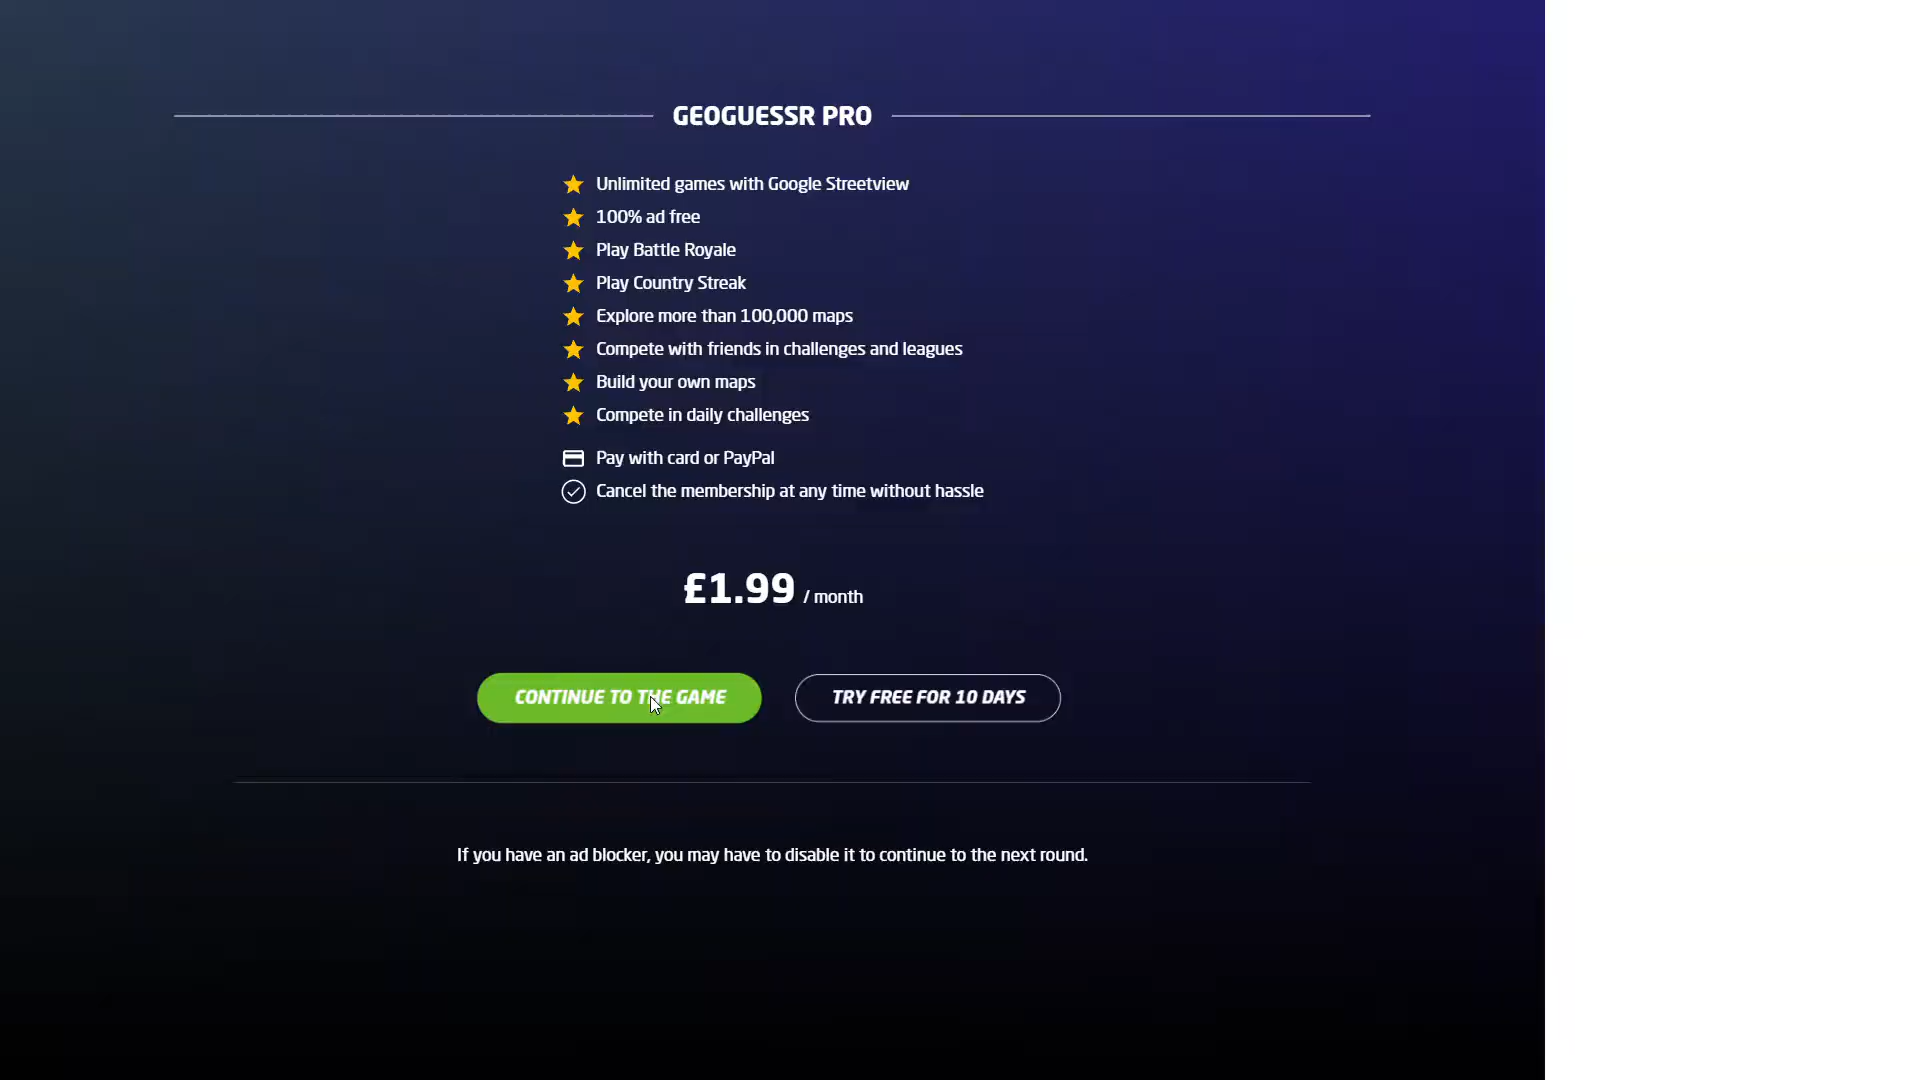 GEOGUESSR PRO
Unlimited games with Google Streetview
100% ad free
Play Battle Royale
Play Country Streak
Explore more than 100,000 maps
Compete with friends in challenges and leagues
Build your own maps
Compete in daily challenges
Pay with card or PayPal
Cancel the membership at any time without hassle
£1.99 / month
CONTINUE TO THE GAME
TRY FREE FOR 10 DAYS
If you have an ad blocker, you may have to disable it to continue to the next round.